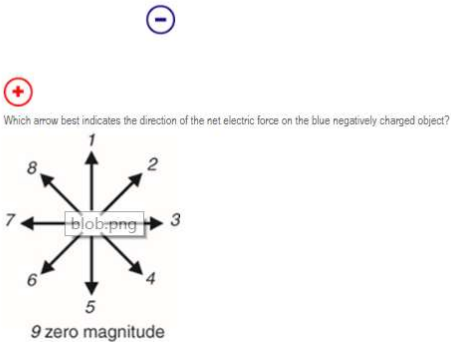 −
+
Which arrow best indicates the direction of the net electric force on the blue negatively charged object?
1
8 2
7 blob.png 3
6 4
5
9 zero magnitude